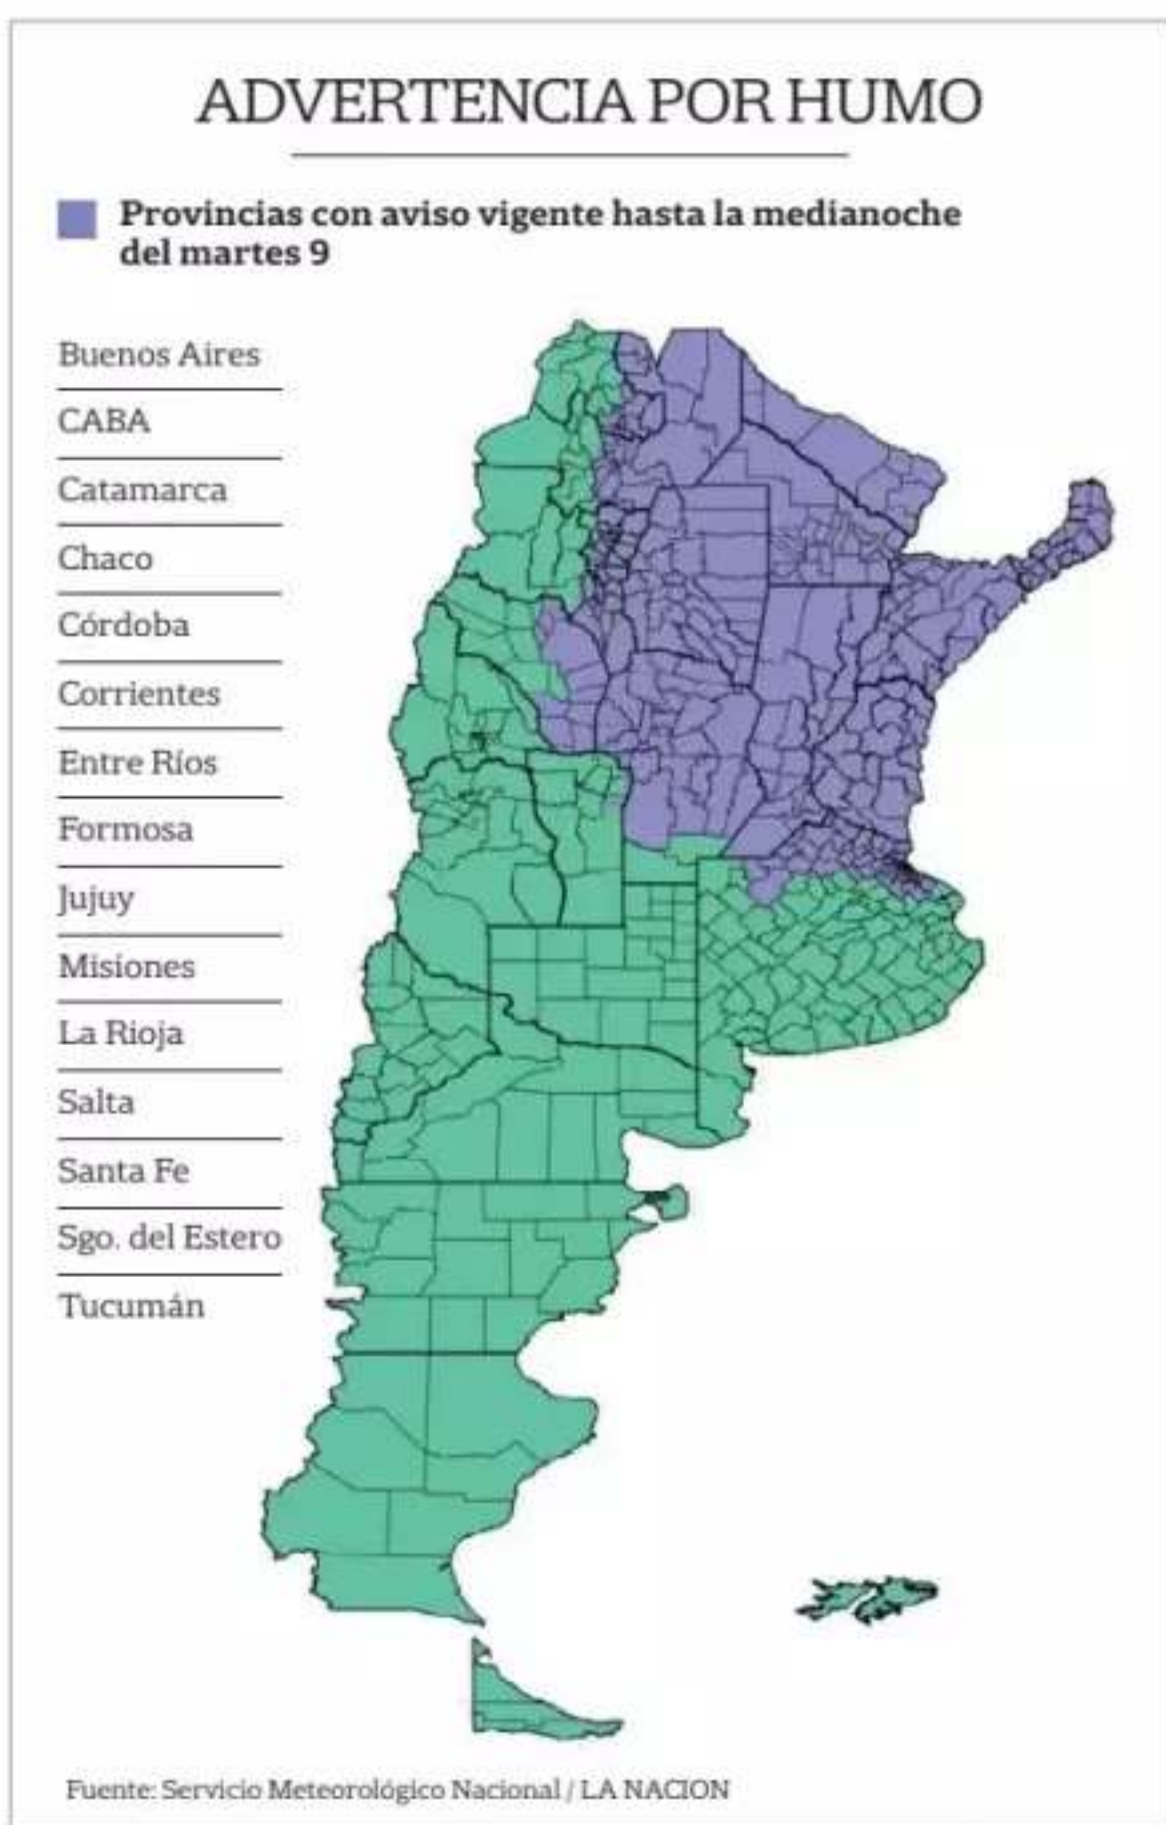 ADVERTENCIA POR HUMO
Provincias con aviso vigente hasta la medianoche
del martes 9
Buenos Aires
CABA
Catamarca
Chaco
Córdoba
Corrientes
Entre Ríos
Formosa
Jujuy
Misiones
La Rioja
Salta
Santa Fe
Sgo. del Estero
Tucumán
Fuente: Servicio Meteorológico Nacional / LA NACION